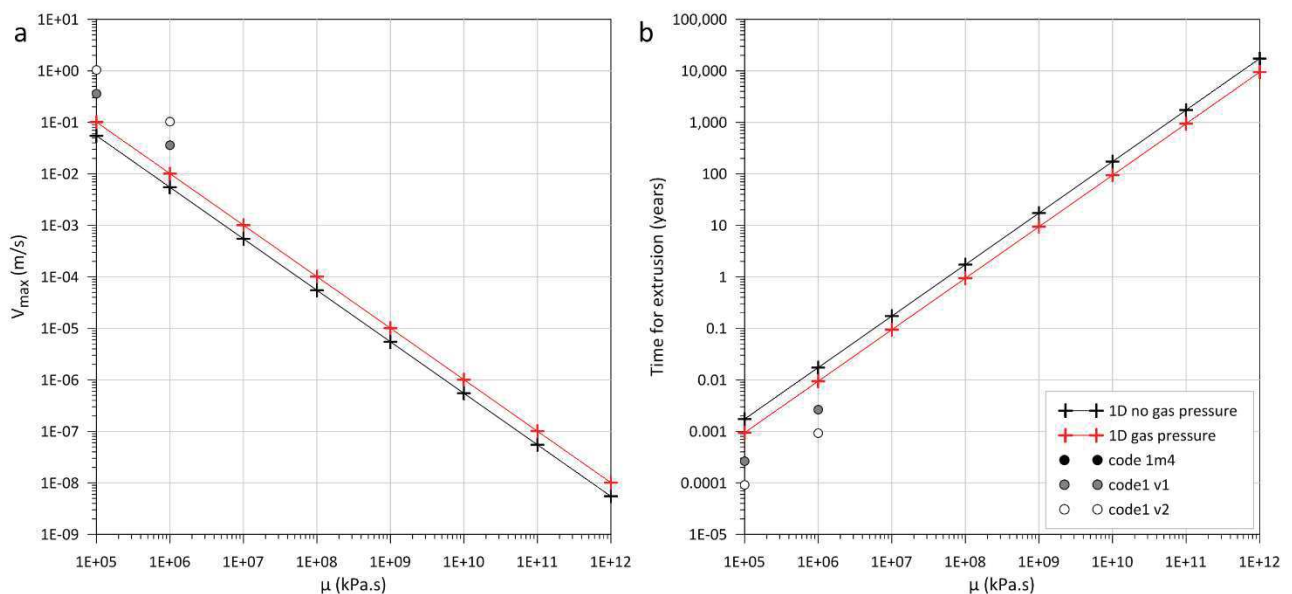 a
1E+01
1E+00
1E-01
1E-02
1E-03
1E-04
1E-05
1E-06
1E-07
1E-08
1E-09
Vmax (m/s)
1E+05 1E+06 1E+07 1E+08 1E+09 1E+10 1E+11 1E+12
µ (kPa.s)
b
100,000
10,000
1,000
100
10
1
0.1
0.01
0.001
0.0001
1E-05
Time for extrusion (years)
1E+05 1E+06 1E+07 1E+08 1E+09 1E+10 1E+11 1E+12
µ (kPa.s)
1D no gas pressure
1D gas pressure
code 1m4
code1 v1
code1 v2